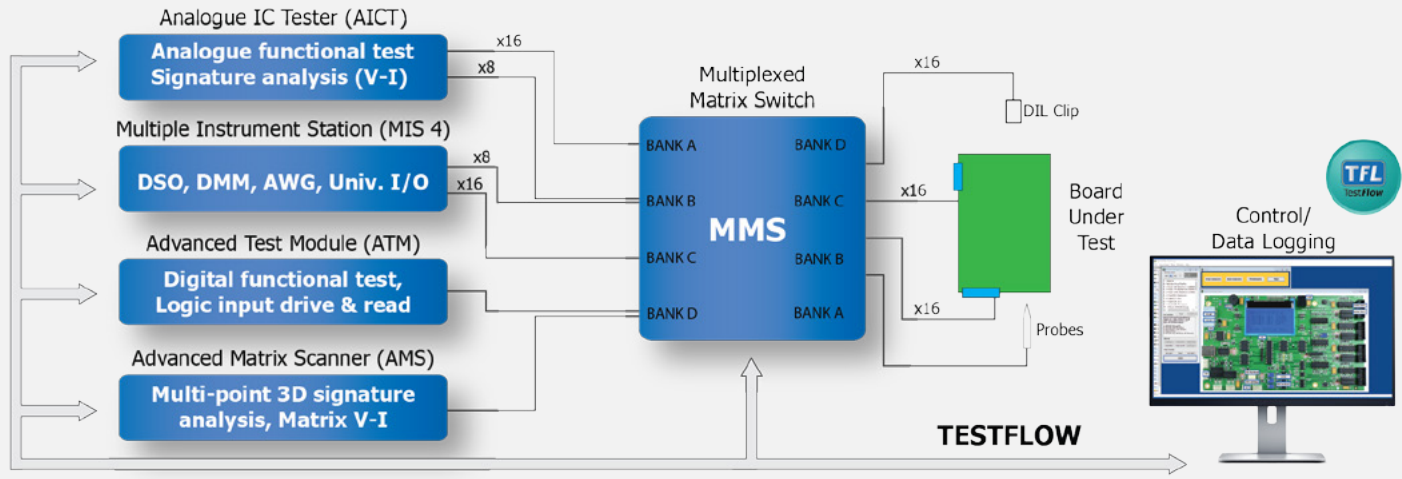 Analogue IC Tester (AICT)
Analogue functional test
Signature analysis (V-I)
x16
x8
Multiple Instrument Station (MIS 4)
DSO, DMM, AWG, Univ. I/O
x8
x16
Advanced Test Module (ATM)
Digital functional test,
Logic input drive & read
Advanced Matrix Scanner (AMS)
Multi-point 3D signature
analysis, Matrix V-I
Multiplexed
Matrix Switch
BANK A
BANK B
BANK C
BANK D
MMS
BANK D
BANK C
BANK B
BANK A
x16
DIL Clip
x16
x16
Board
Under
Test
Probes
TFL
TestFlow
Control/
Data Logging
TESTFLOW